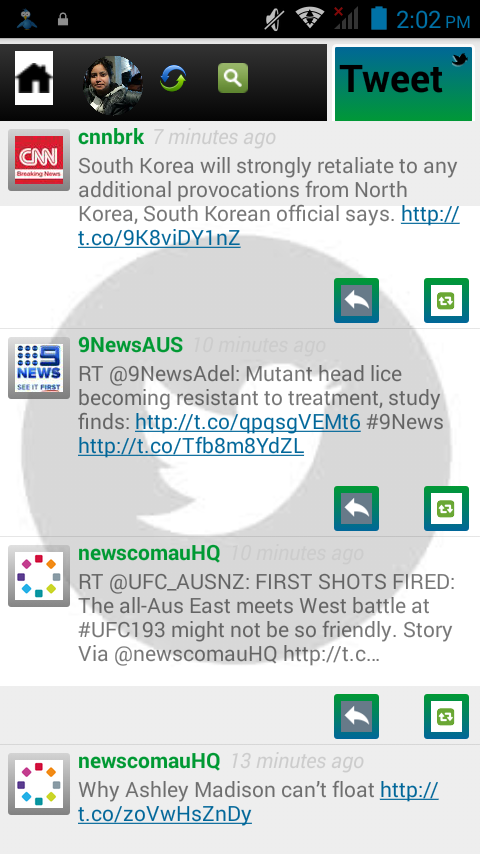 2:02 PM
Tweet
CNN
Breaking News
cnnbrk 7 minutes ago
South Korea will strongly retaliate to any
additional provocations from North
Korea, South Korean official says. http://
t.co/9K8viDY1nZ
9
NEWS
SEE IT FIRST
9NewsAUS 10 minutes ago
RT @9NewsAdel: Mutant head lice
becoming resistant to treatment, study
finds: http://t.co/qpqsgVEMt6 #9News
http://t.co/Tfb8m8YdZL
newscomauHQ 10 minutes ago
RT @UFC_AUSNZ: FIRST SHOTS FIRED:
The all-Aus East meets West battle at
#UFC193 might not be so friendly. Story
Via @newscomauHQ http://t.c...
newscomauHQ 13 minutes ago
Why Ashley Madison can't float http://
t.co/zoVwHsZnDy